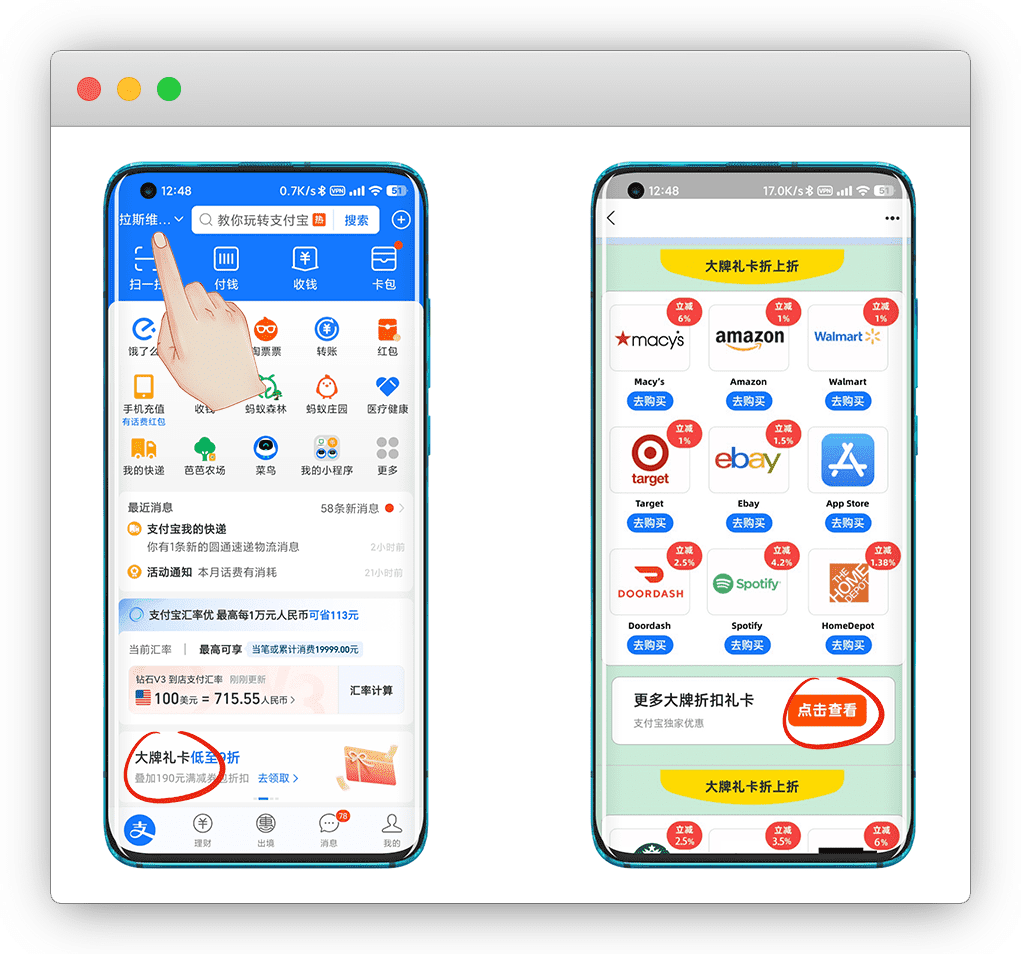 12:48
0.7K/s VPN 51
拉斯维...
教你玩转支付宝 热 搜索
扫一扫 付钱 收钱 卡包
饿了么 淘票票 转账 红包
手机充值 收钱 蚂蚁森林 蚂蚁庄园 医疗健康
有话费红包
我的快递 芭芭农场 菜鸟 我的小程序 更多
最近消息 58条新消息
支付宝我的快递
你有1条新的圆通速递物流消息 2小时前
活动通知 本月话费有消耗 21小时前
支付宝汇率优 最高每1万元人民币可省113元
当前汇率 | 最高可享 当笔或累计消费19999.00元
钻石V3 到店支付汇率 刚刚更新
100美元 = 715.55人民币
汇率计算
大牌礼卡低至9折
叠加190元满减券包折扣 去领取
支
理财 出境 消息 我的
惠
78
12:48
17.0K/s VPN 51
大牌礼卡折上折
立减 6% 立减 1% 立减 1%
macy's amazon Walmart
Macy's Amazon Walmart
去购买 去购买 去购买
立减 1% 立减 1.5%
target ebay
Target Ebay App Store
去购买 去购买 去购买
立减 2.5% 立减 4.2% 立减 1.38%
DOORDASH Spotify THE HOME DEPOT
Doordash Spotify HomeDepot
去购买 去购买 去购买
更多大牌折扣礼卡
支付宝独家优惠
点击查看
大牌礼卡折上折
立减 2.5% 立减 3.5% 立减 6%